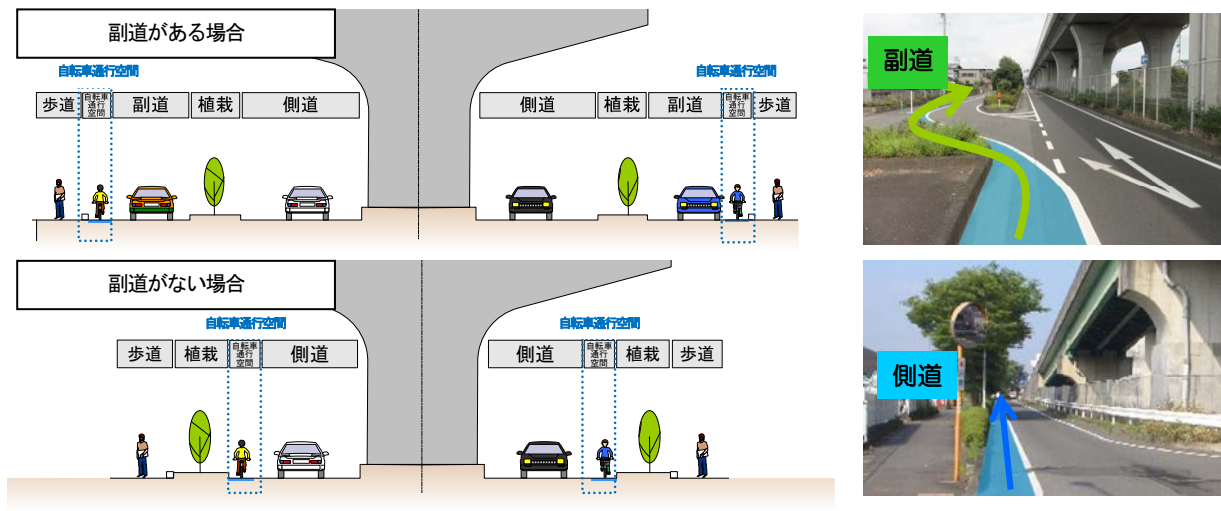 副道がある場合
自転車通行空間
自転車通行空間
歩道
自転車
通行
空間
副道
植栽
側道
側道
植栽
副道
自転車
通行
空間
歩道
副道
副道がない場合
自転車通行空間
自転車通行空間
歩道
植栽
自転車
通行
空間
側道
側道
自転車
通行
空間
植栽
歩道
側道